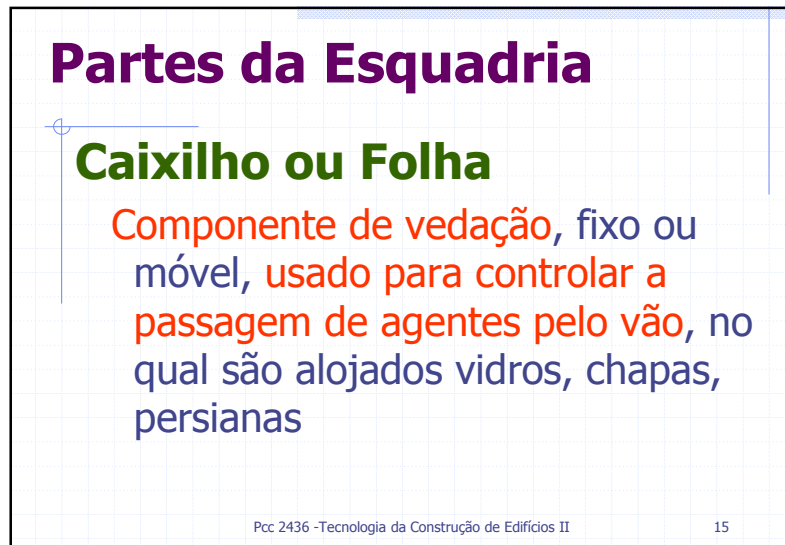 Partes da Esquadria
Caixilho ou Folha
Componente de vedação, fixo ou
móvel, usado para controlar a
passagem de agentes pelo vão, no
qual são alojados vidros, chapas,
persianas
Pcc 2436 -Tecnologia da Construção de Edifícios II 15